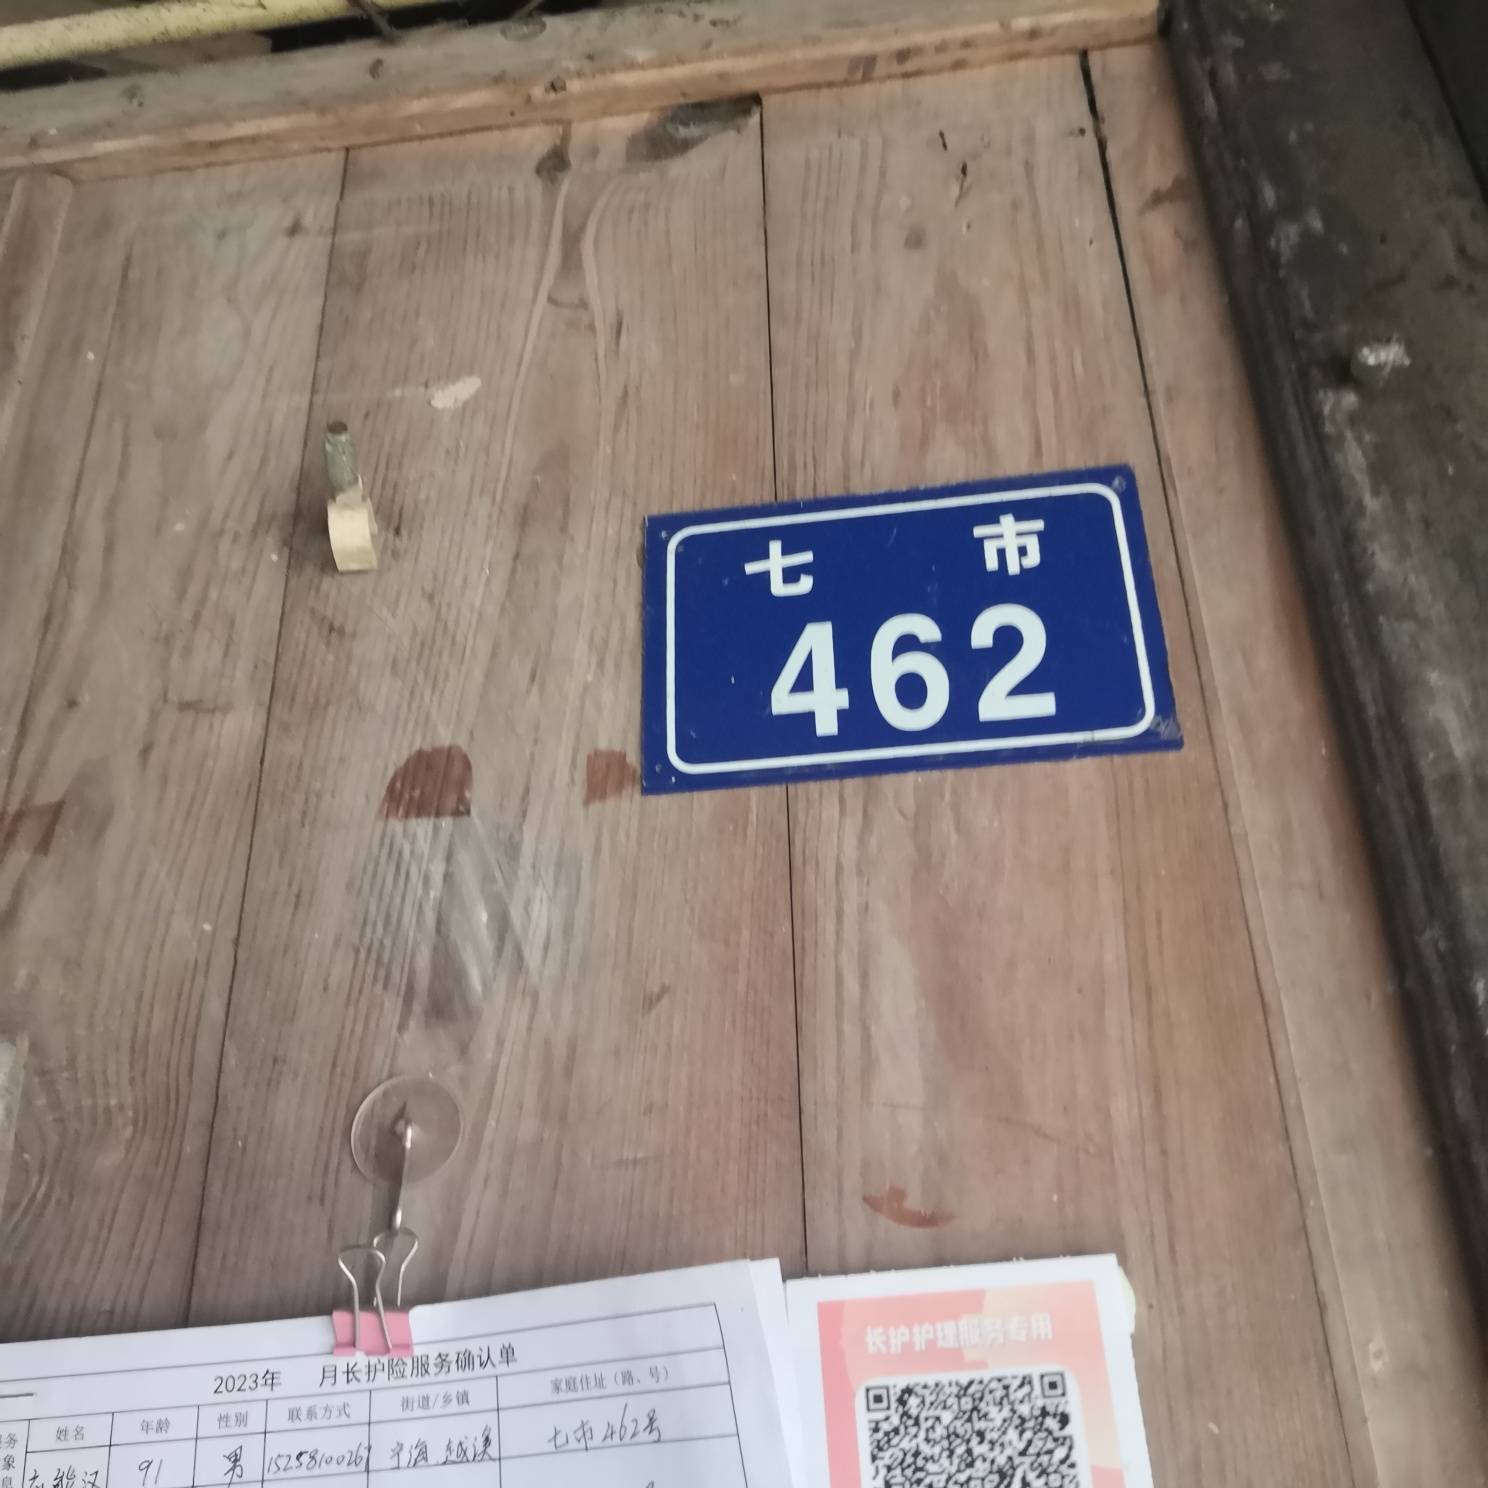 七 市
462
长护护理服务专用
2023年 月长护险服务确认单
姓名 年龄 性别 联系方式 街道/乡镇 家庭住址（路、号）
91 男 1525810026 宁海.越溪 七市462号